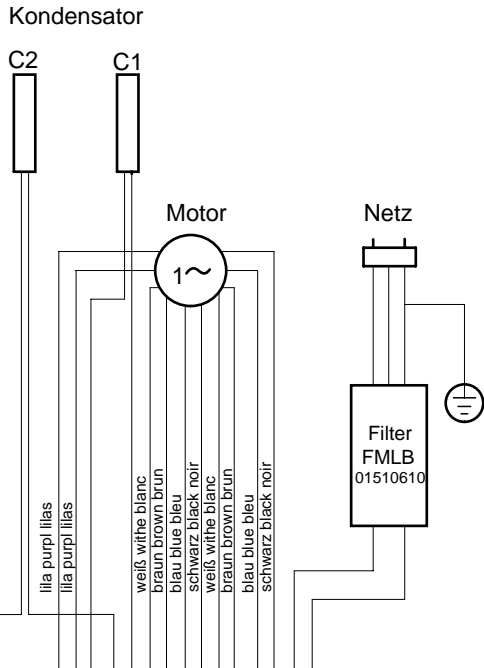 Kondensator
C2
C1
Motor
Netz
1~
Filter
FMLB
01510610
lila purpl lilas
lila purpl lilas
weiß withe blanc
braun brown brun
blau blue bleu
schwarz black noir
weiß withe blanc
braun brown brun
blau blue bleu
schwarz black noir